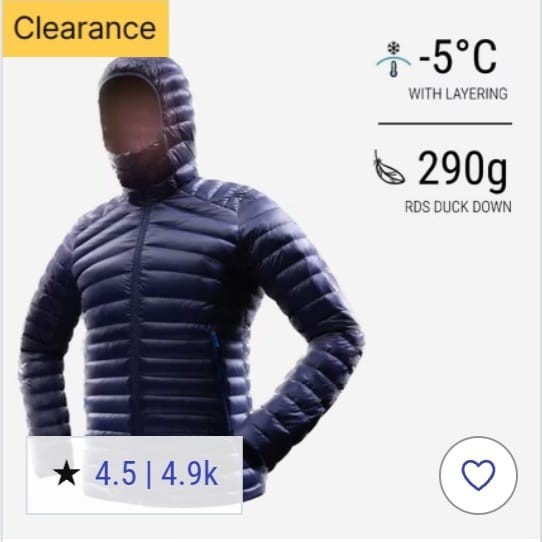 Clearance
-5°C
WITH LAYERING
290g
RDS DUCK DOWN
★ 4.5 | 4.9k